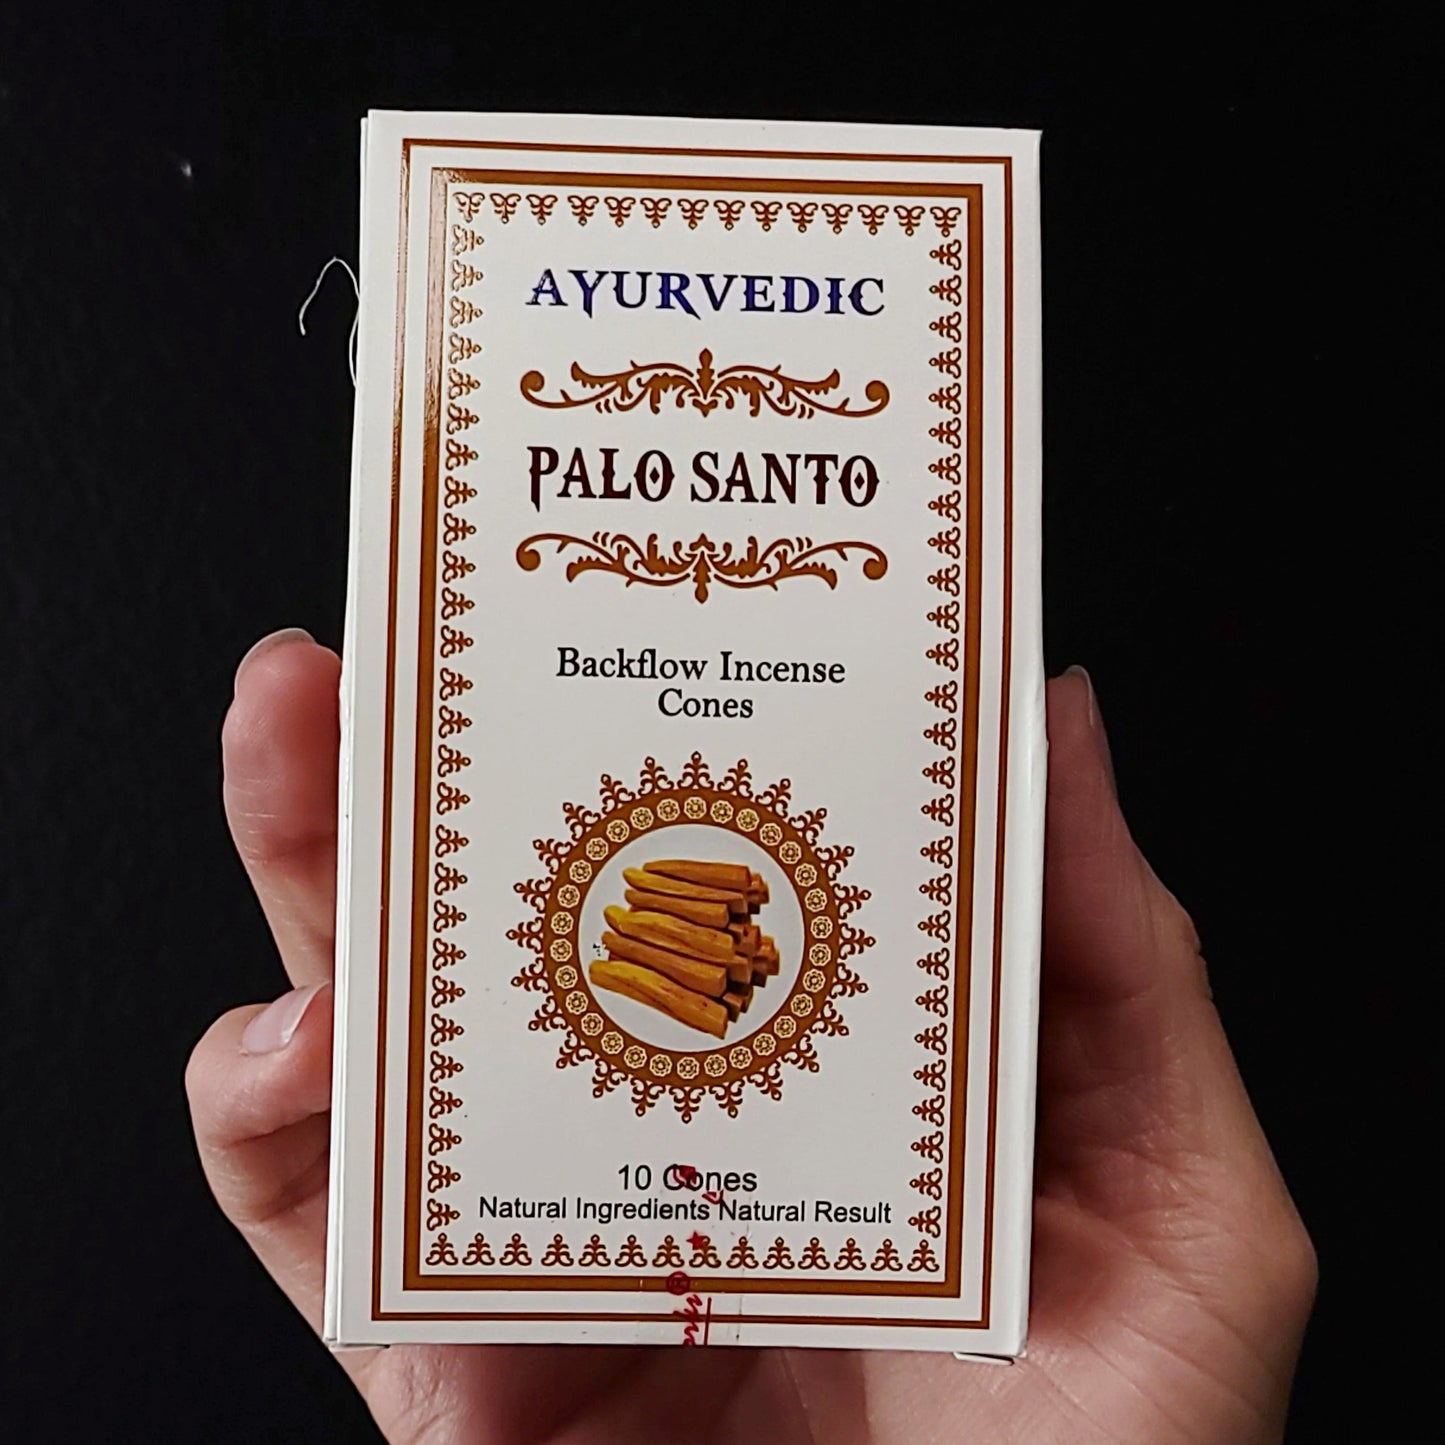 AYURVEDIC
PALO SANTO
Backflow Incense
Cones
10 Cones
Natural Ingredients Natural Result